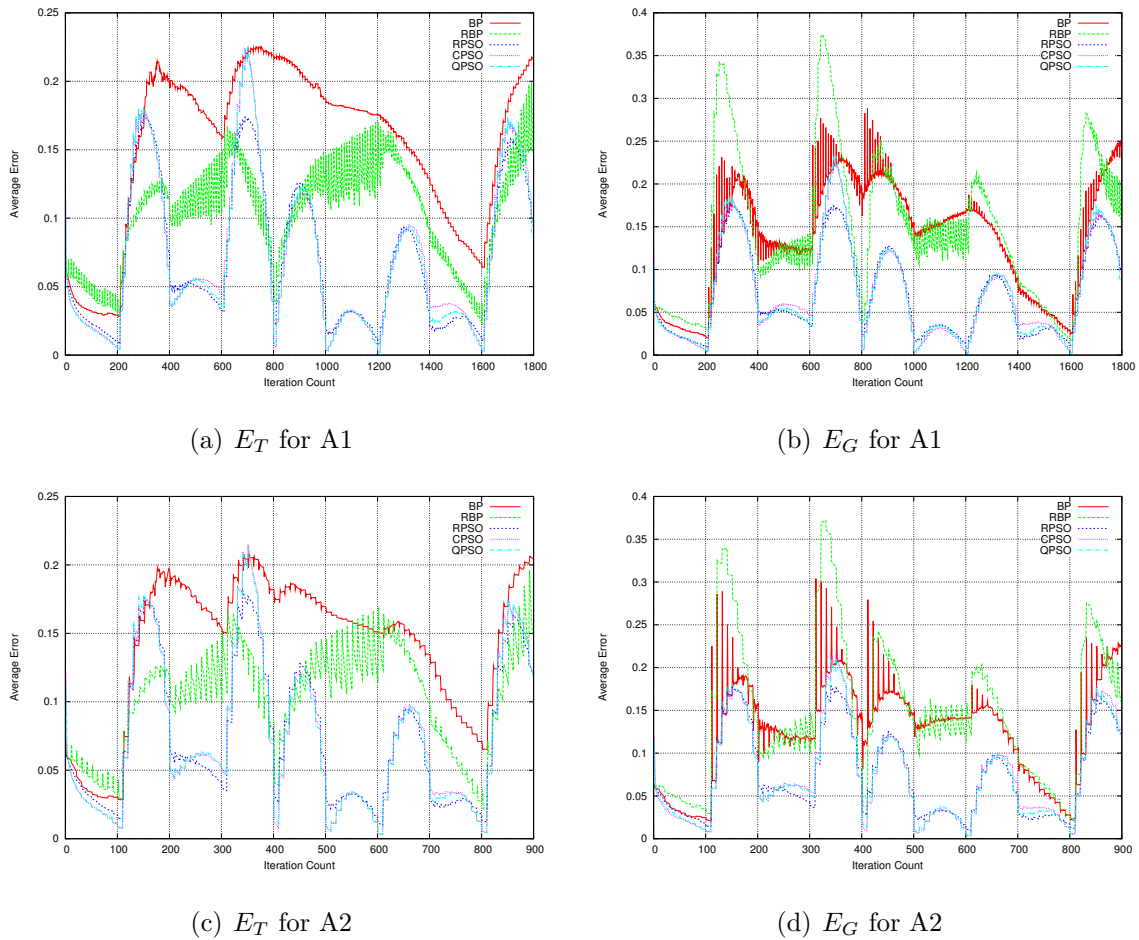 0.25
0.2
0.15
0.1
0.05
0
Average Error
0 200 400 600 800 1000 1200 1400 1600 1800
Iteration Count
BP
RBP
RPSO
CPSO
QPSO
(a) E_T for A1
0.4
0.35
0.3
0.25
0.2
0.15
0.1
0.05
0
Average Error
0 200 400 600 800 1000 1200 1400 1600 1800
Iteration Count
BP
RBP
RPSO
CPSO
QPSO
(b) E_G for A1
0.25
0.2
0.15
0.1
0.05
0
Average Error
0 100 200 300 400 500 600 700 800 900
Iteration Count
BP
RBP
RPSO
CPSO
QPSO
(c) E_T for A2
0.4
0.35
0.3
0.25
0.2
0.15
0.1
0.05
0
Average Error
0 100 200 300 400 500 600 700 800 900
Iteration Count
BP
RBP
RPSO
CPSO
QPSO
(d) E_G for A2